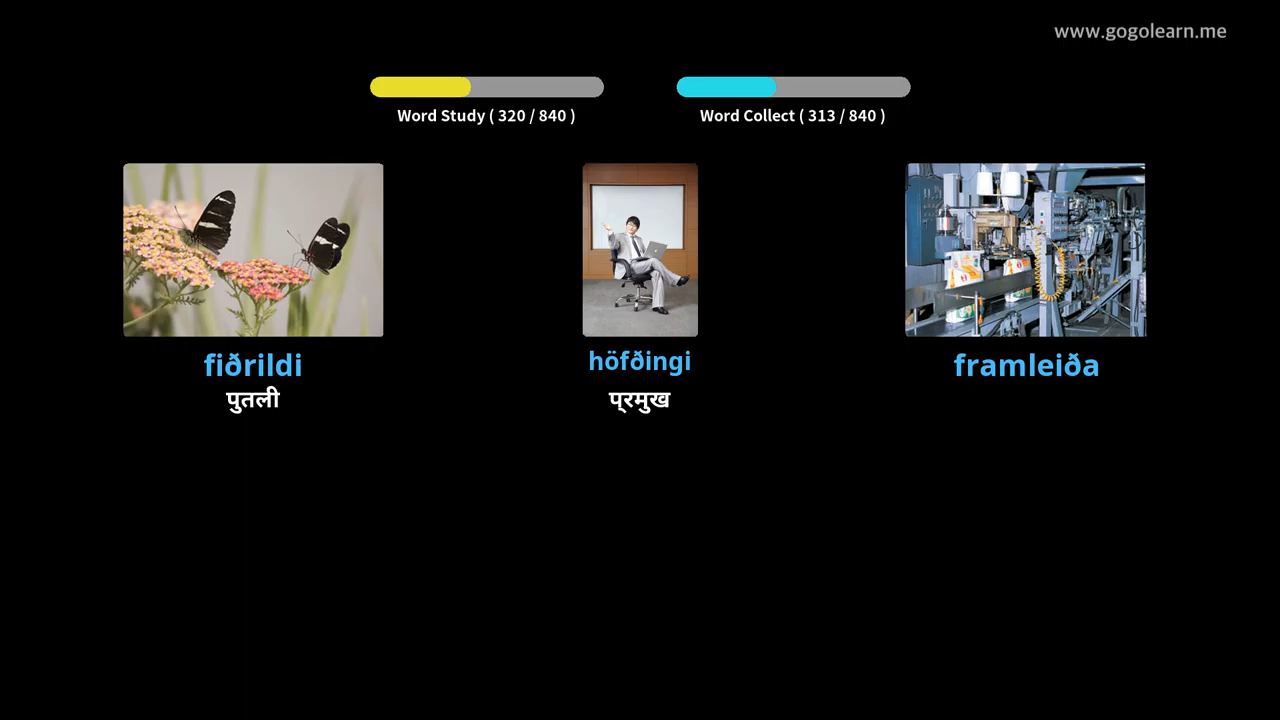 www.gogolearn.me
Word Study ( 320 / 840 )
Word Collect ( 313 / 840 )
fiðrildi
पुतली
höfðingi
प्रमुख
framleiða